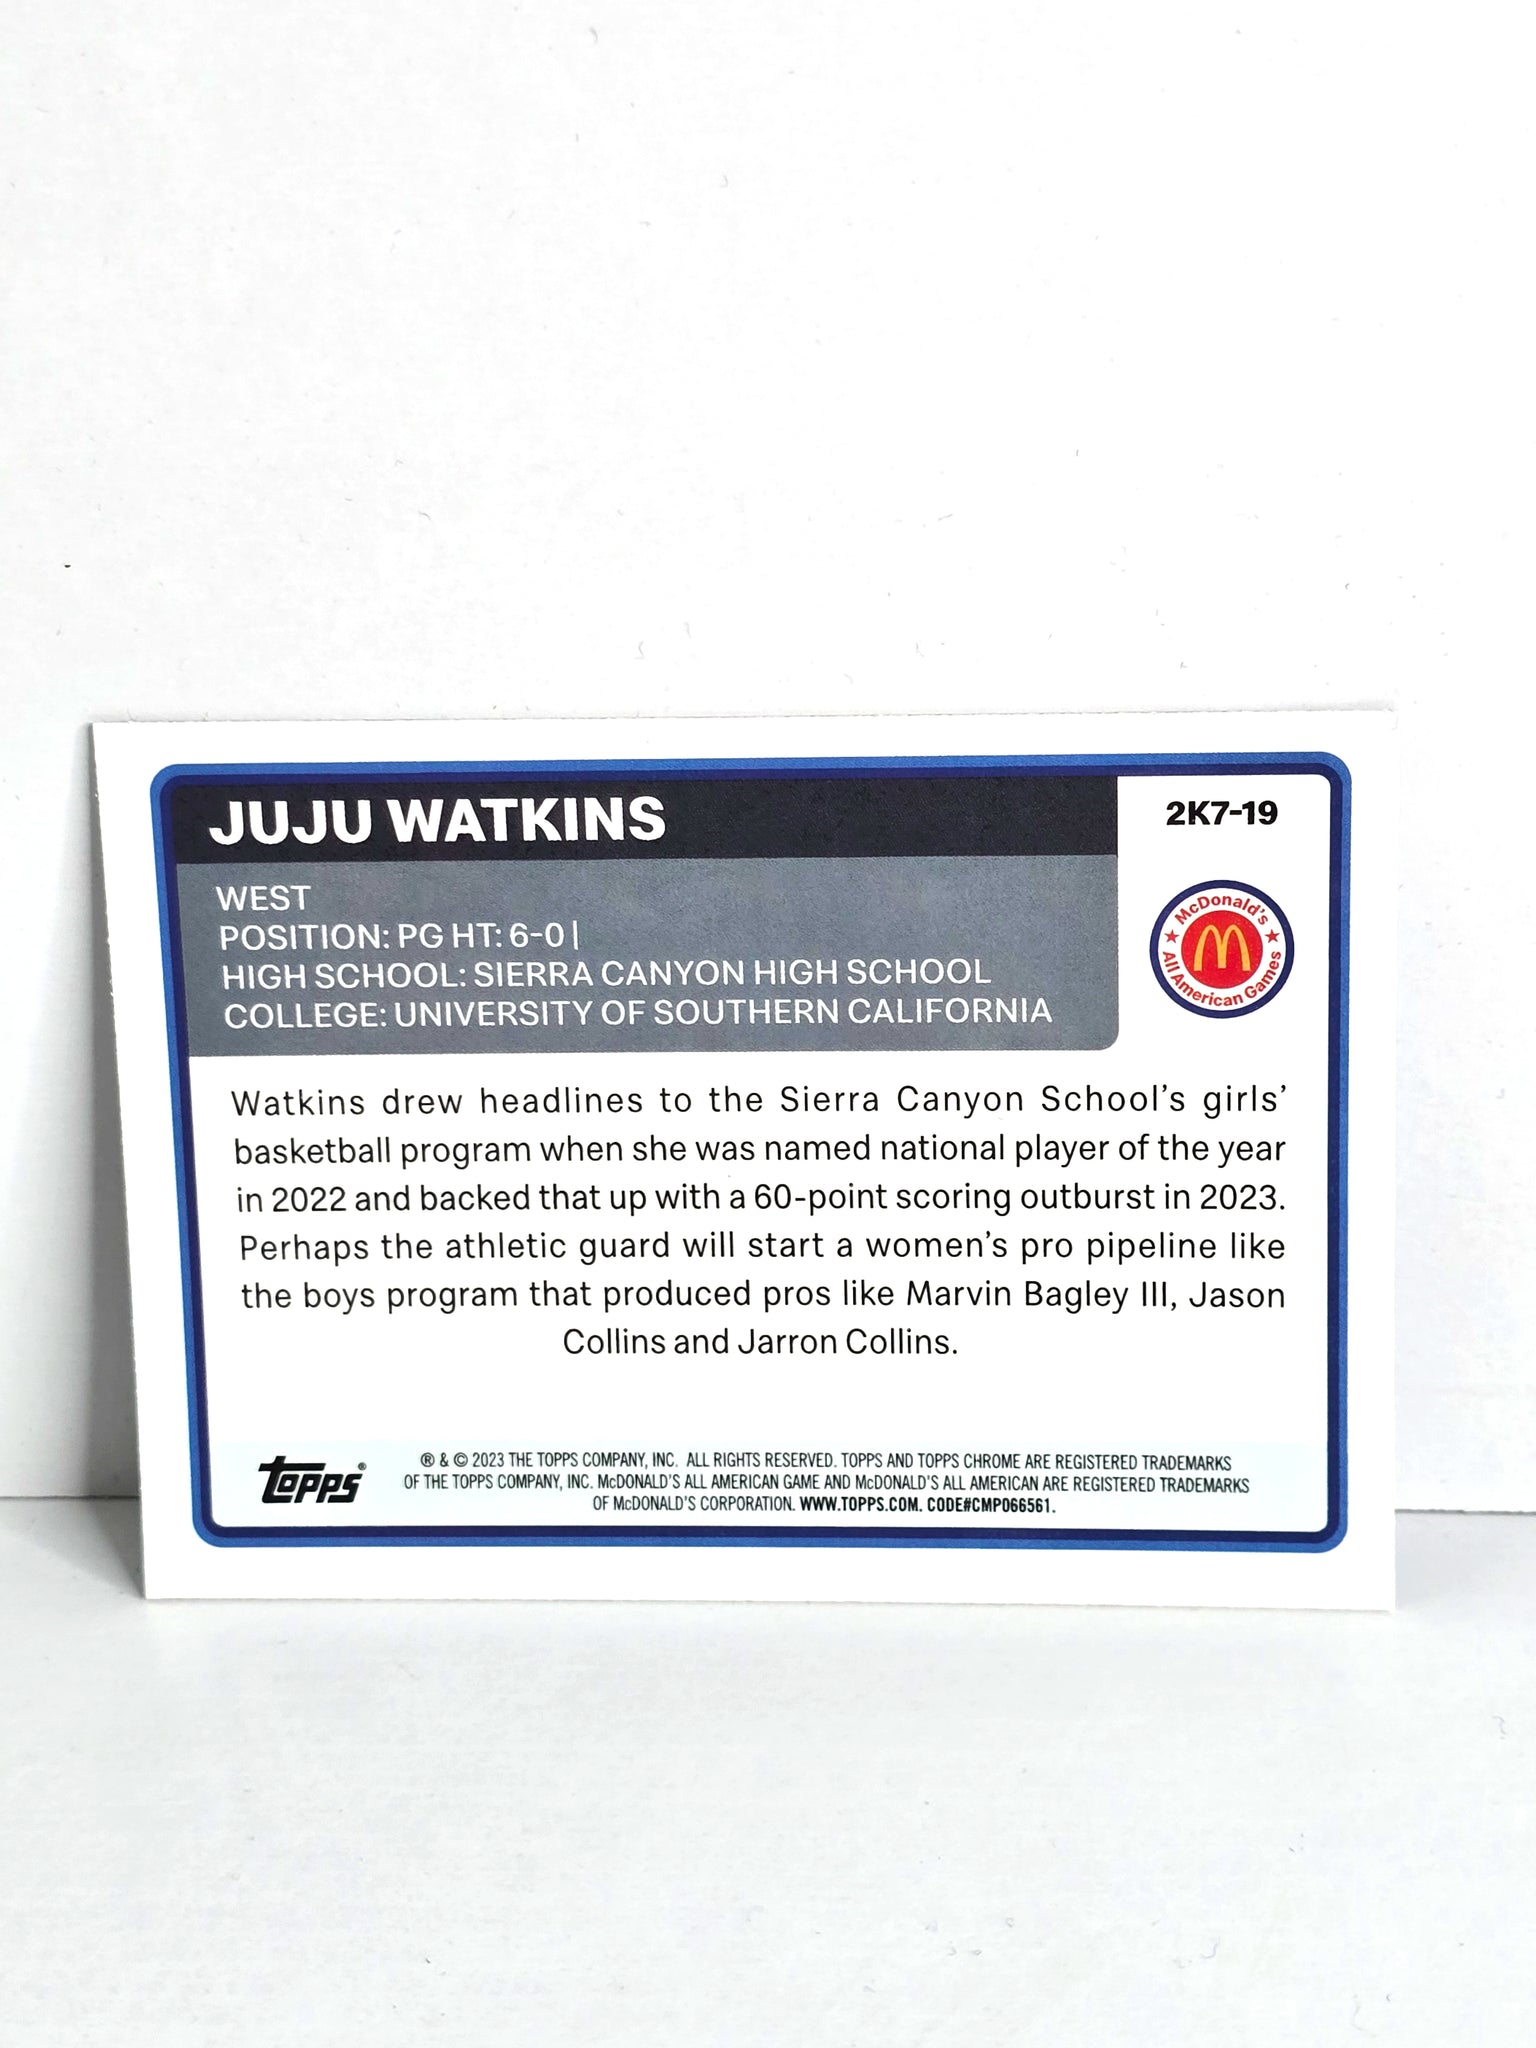 JUJU WATKINS
2K7-19
WEST
POSITION: PG HT: 6-0 |
HIGH SCHOOL: SIERRA CANYON HIGH SCHOOL
COLLEGE: UNIVERSITY OF SOUTHERN CALIFORNIA
McDonald's
All American Games
Watkins drew headlines to the Sierra Canyon School's girls'
basketball program when she was named national player of the year
in 2022 and backed that up with a 60-point scoring outburst in 2023.
Perhaps the athletic guard will start a women's pro pipeline like
the boys program that produced pros like Marvin Bagley III, Jason
Collins and Jarron Collins.
topps®
® & © 2023 THE TOPPS COMPANY, INC. ALL RIGHTS RESERVED. TOPPS AND TOPPS CHROME ARE REGISTERED TRADEMARKS
OF THE TOPPS COMPANY, INC. McDONALD'S ALL AMERICAN GAME AND McDONALD'S ALL AMERICAN ARE REGISTERED TRADEMARKS
OF McDONALD'S CORPORATION. WWW.TOPPS.COM. CODE#CMP066561.